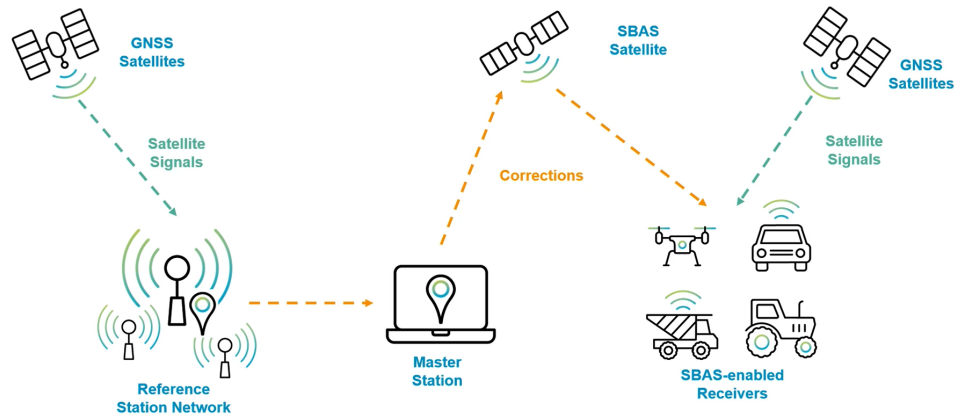 GNSS
Satellites
SBAS
Satellite
GNSS
Satellites
Satellite
Signals
Corrections
Satellite
Signals
Reference
Station Network
Master
Station
SBAS-enabled
Receivers